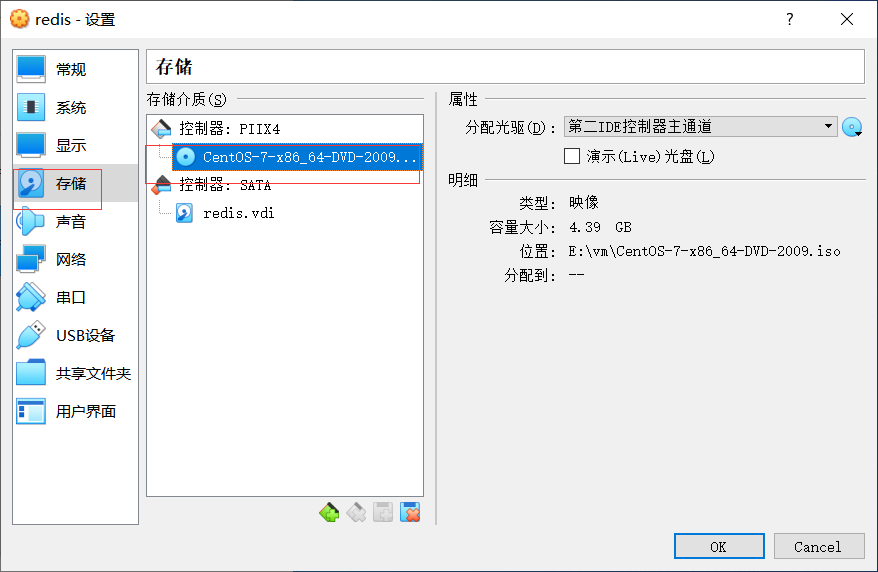 redis - 设置
?
常规
系统
显示
存储
声音
网络
串口
USB设备
共享文件夹
用户界面
存储
存储介质(S)
控制器: PIIX4
CentOS-7-x86_64-DVD-2009...
控制器: SATA
redis.vdi
属性
分配光驱(D): 第二IDE控制器主通道
演示(Live)光盘(L)
明细
类型: 映像
容量大小: 4.39 GB
位置: E:\vm\CentOS-7-x86_64-DVD-2009.iso
分配到: --
OK
Cancel